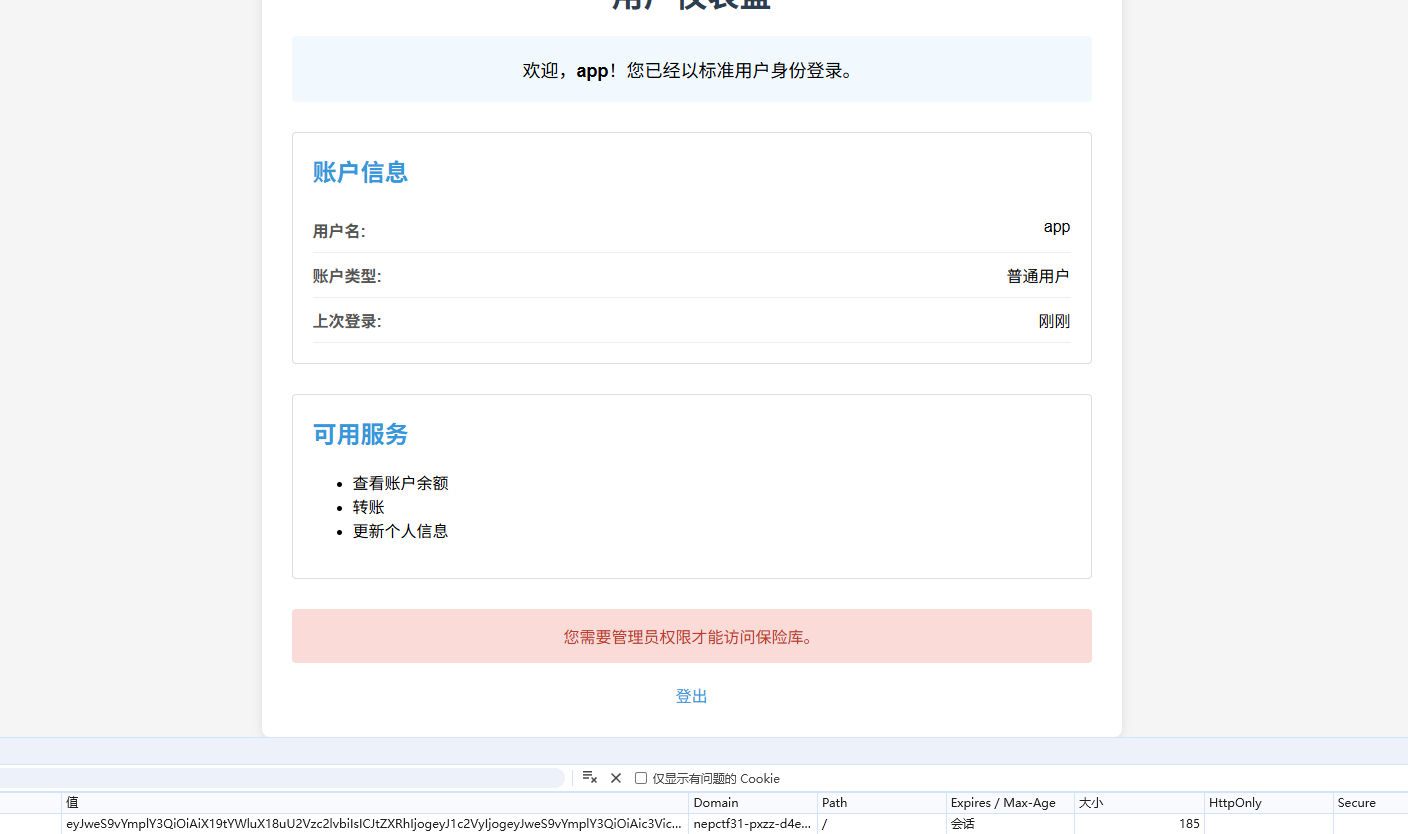 用户仪表盘
欢迎，app！您已经以标准用户身份登录。
账户信息
用户名: app
账户类型: 普通用户
上次登录: 刚刚
可用服务
查看账户余额
转账
更新个人信息
您需要管理员权限才能访问保险库。
登出
仅显示有问题的 Cookie
值 Domain Path Expires / Max-Age 大小 HttpOnly Secure
eyJweS9vYmplY3QiOiAiX19tYWluX18uU2Vzc2lvbiIsICJtZXRhIjogeyJ1c2VyIjogeyJweS9vYmplY3QiOiAic3Vic... nepctf31-pxzz-d4e... / 会话 185